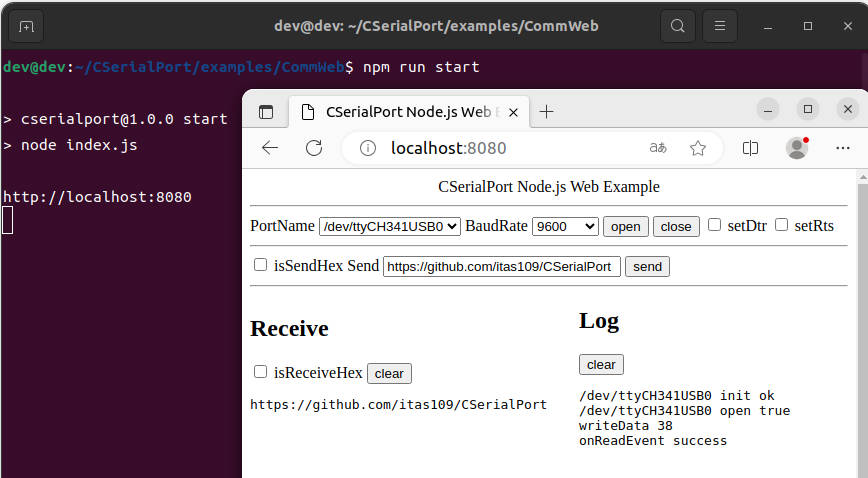 dev@dev: ~/CSerialPort/examples/CommWeb
dev@dev:~/CSerialPort/examples/CommWeb$ npm run start
> cserialport@1.0.0 start
> node index.js
http://localhost:8080
CSerialPort Node.js Web E
localhost:8080
aあ
CSerialPort Node.js Web Example
PortName /dev/ttyCH341USB0 BaudRate 9600 open close setDtr setRts
isSendHex Send https://github.com/itas109/CSerialPort send
Receive
isReceiveHex clear
https://github.com/itas109/CSerialPort
Log
clear
/dev/ttyCH341USB0 init ok
/dev/ttyCH341USB0 open true
writeData 38
onReadEvent success